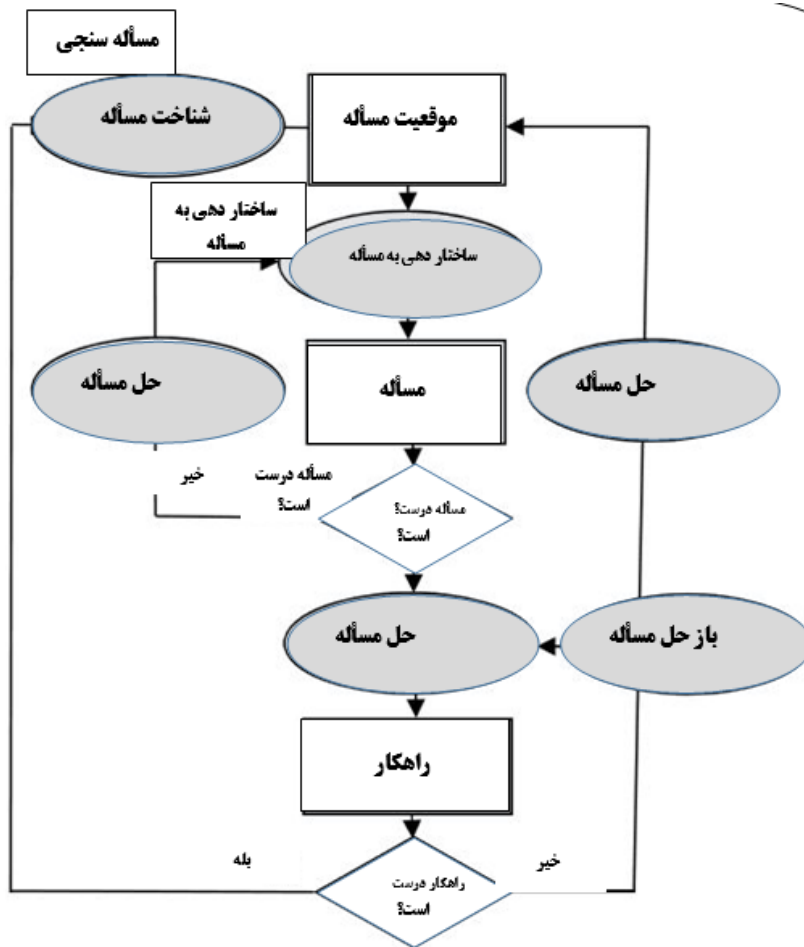 مسأله سنجی
شناخت مسأله
موقعیت مسأله
ساختار دهی به
مسأله
ساختار دهی به مسأله
حل مسأله
مسأله
حل مسأله
خیر
مسأله درست
است؟
مسأله درست؟
است؟
حل مسأله
باز حل مسأله
راهکار
بله
راهکار درست
است؟
خیر